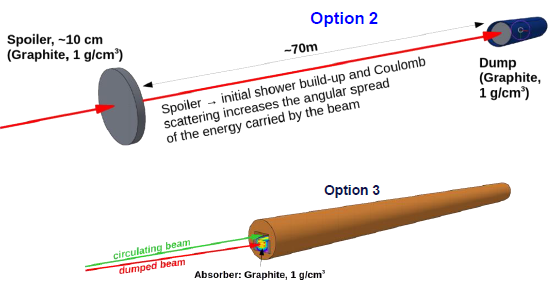 Option 2
Spoiler, ~10 cm
(Graphite, 1 g/cm³)
~70m
Dump
(Graphite,
1 g/cm³)
Spoiler → initial shower build-up and Coulomb
scattering increases the angular spread
of the energy carried by the beam
Option 3
circulating beam
dumped beam
Absorber: Graphite, 1 g/cm³